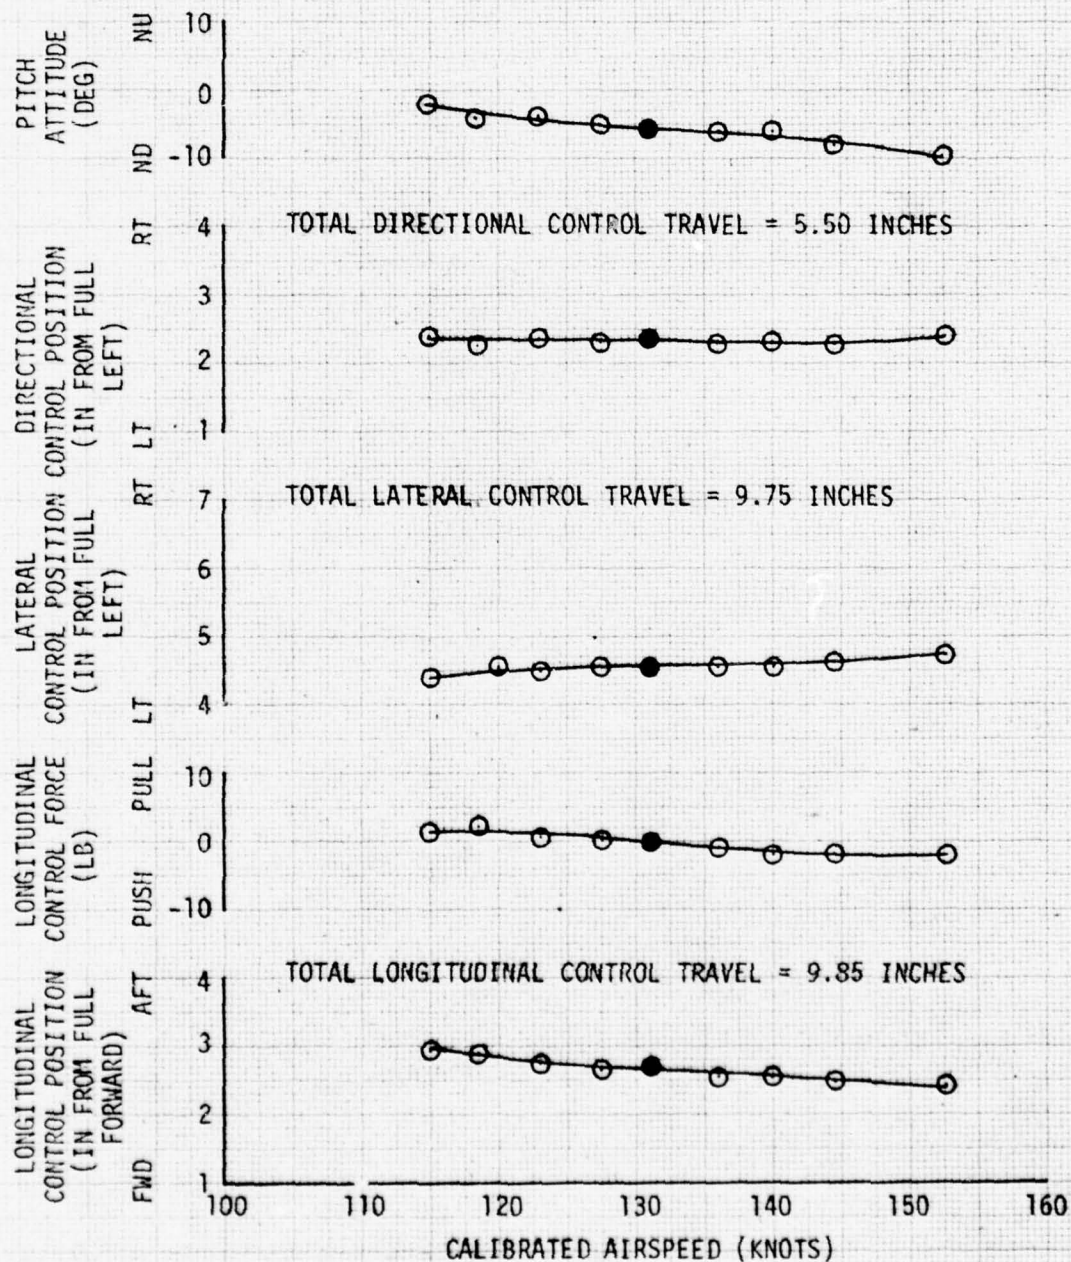 PITCH
ATTITUDE
(DEG)
ND NU
10
0
-10
TOTAL DIRECTIONAL CONTROL TRAVEL = 5.50 INCHES
DIRECTIONAL
CONTROL POSITION
(IN FROM FULL
LEFT)
LT RT
4
3
2
1
TOTAL LATERAL CONTROL TRAVEL = 9.75 INCHES
LATERAL
CONTROL POSITION
(IN FROM FULL
LEFT)
LT RT
7
6
5
4
LONGITUDINAL
CONTROL FORCE
(LB)
PUSH PULL
10
0
-10
TOTAL LONGITUDINAL CONTROL TRAVEL = 9.85 INCHES
LONGITUDINAL
CONTROL POSITION
(IN FROM FULL
FORWARD)
FWD AFT
4
3
2
1
100 110 120 130 140 150 160
CALIBRATED AIRSPEED (KNOTS)